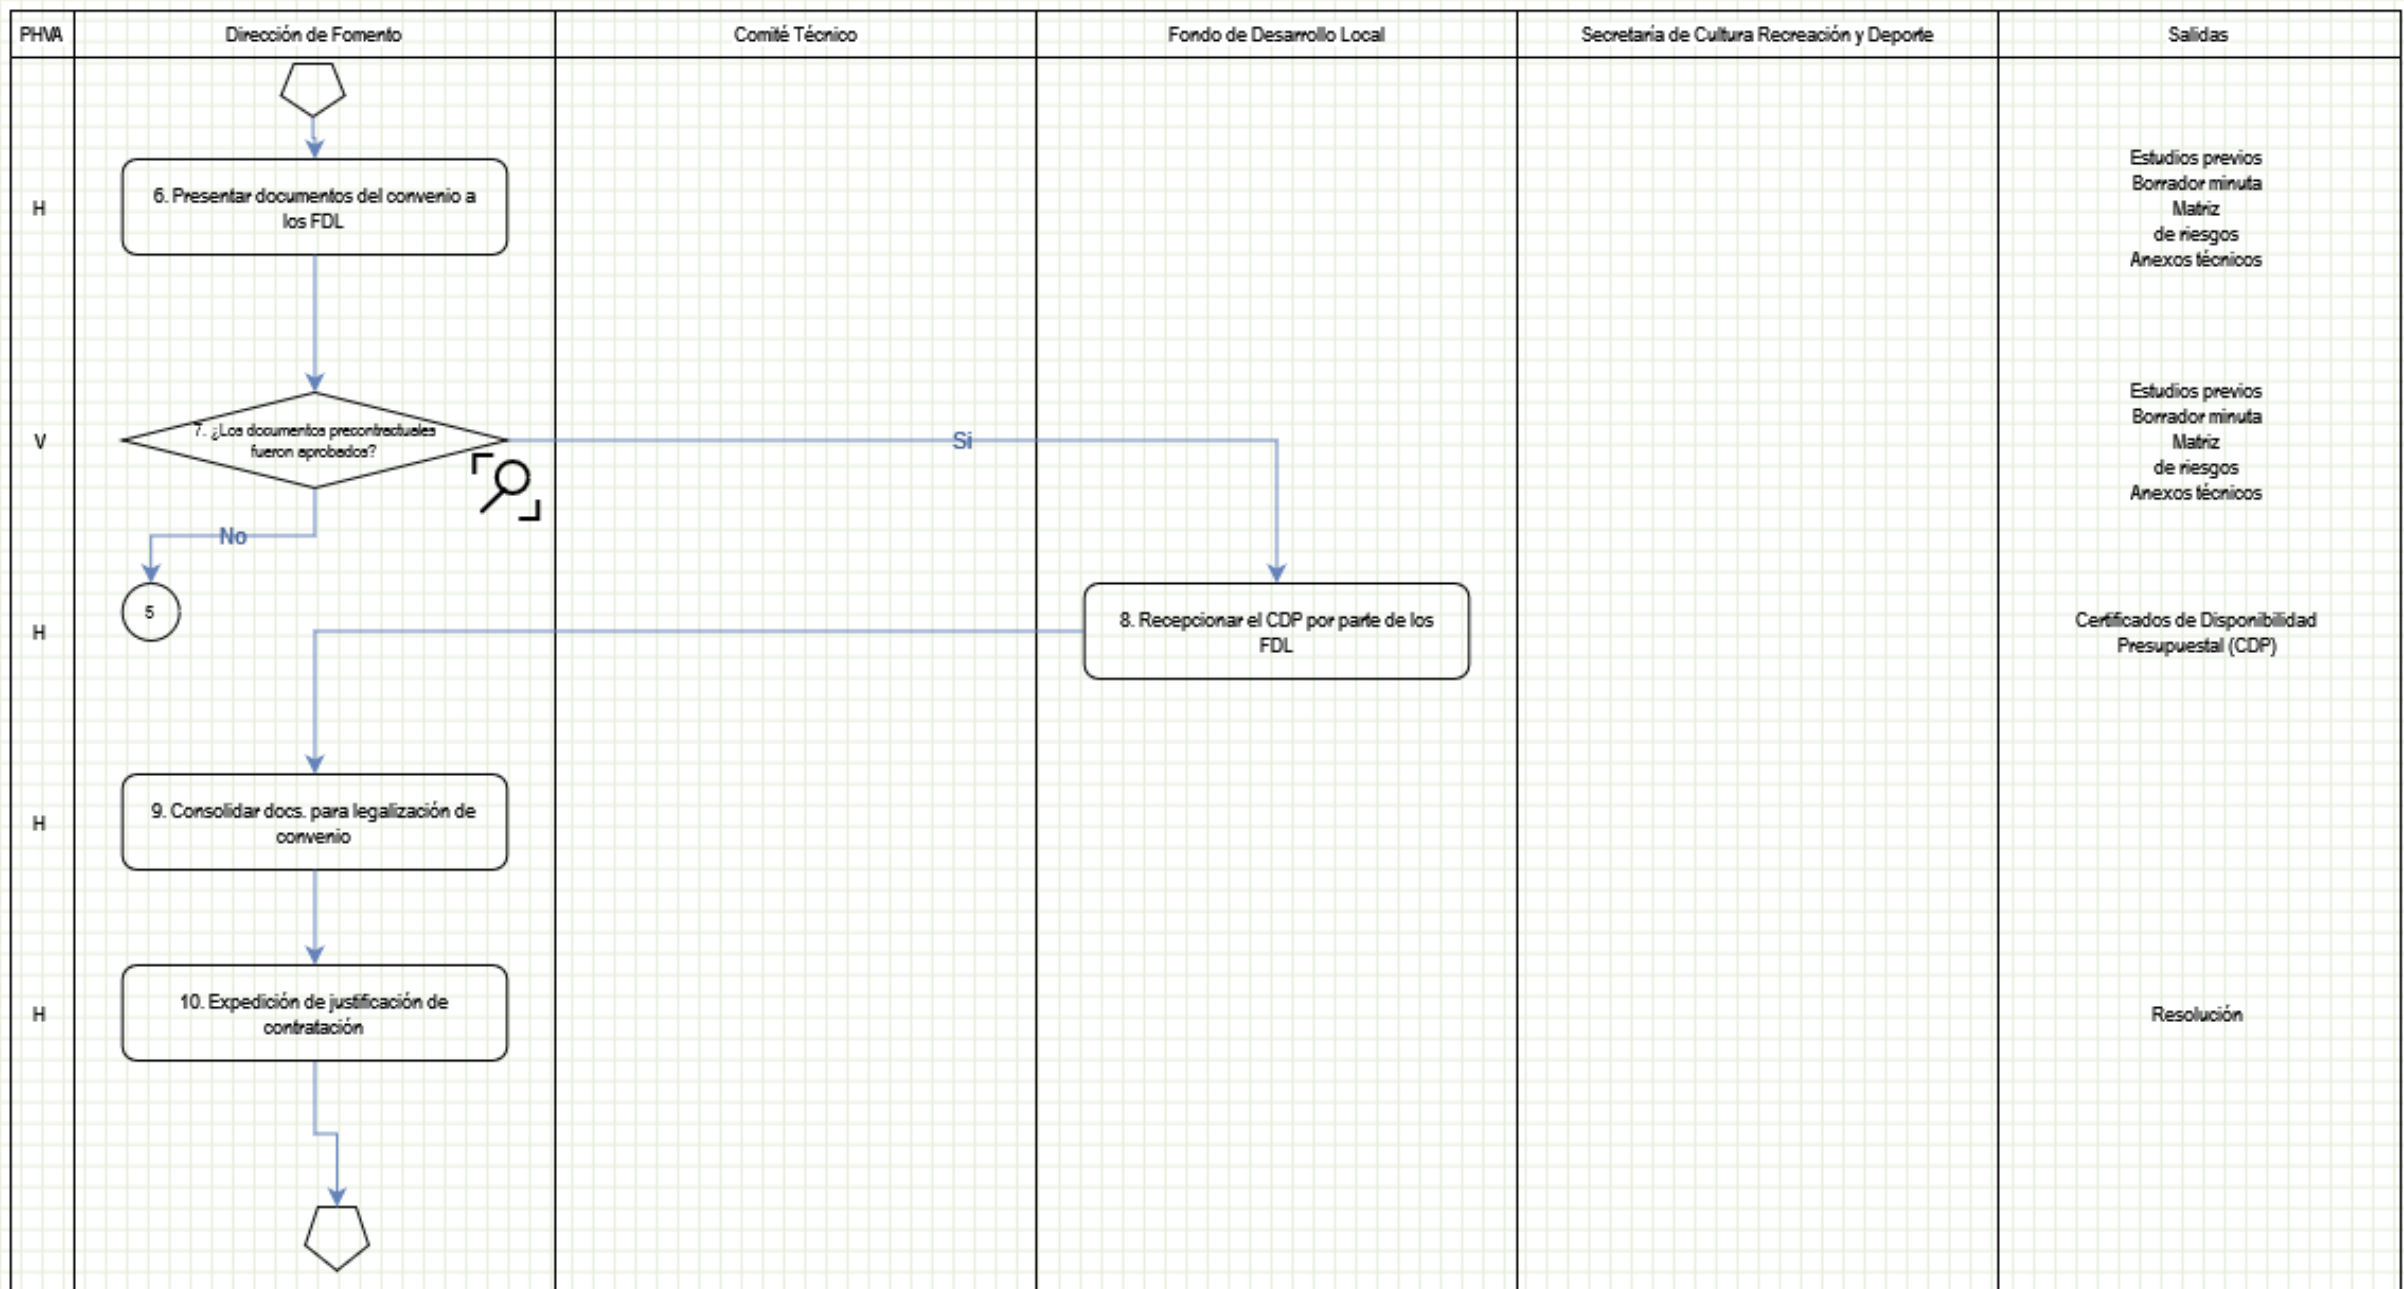 PHVA
Dirección de Fomento
Comité Técnico
Fondo de Desarrollo Local
Secretaría de Cultura Recreación y Deporte
Salidas
H
6. Presentar documentos del convenio a
los FDL
Estudios previos
Borrador minuta
Matriz
de riesgos
Anexos técnicos
V
7. ¿Los documentos precontractuales
fueron aprobados?
Si
Estudios previos
Borrador minuta
Matriz
de riesgos
Anexos técnicos
No
5
H
8. Recepcionar el CDP por parte de los
FDL
Certificados de Disponibilidad
Presupuestal (CDP)
H
9. Consolidar docs. para legalización de
convenio
H
10. Expedición de justificación de
contratación
Resolución